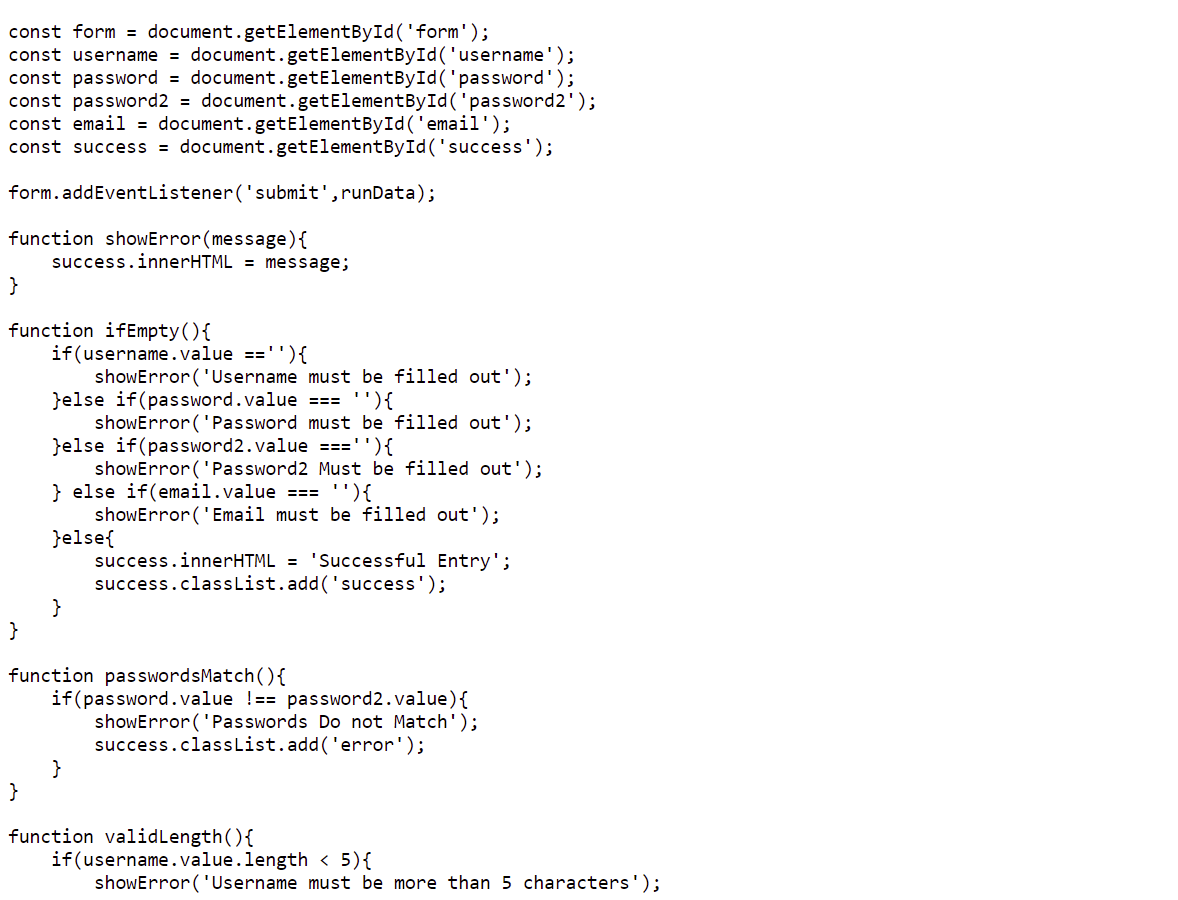 const form = document.getElementById('form');
const username = document.getElementById('username');
const password = document.getElementById('password');
const password2 = document.getElementById('password2');
const email = document.getElementById('email');
const success = document.getElementById('success');

form.addEventListener('submit',runData);

function showError(message){
    success.innerHTML = message;
}

function ifEmpty(){
    if(username.value ==''){
        showError('Username must be filled out');
    }else if(password.value === ''){
        showError('Password must be filled out');
    }else if(password2.value ===''){
        showError('Password2 Must be filled out');
    } else if(email.value === ''){
        showError('Email must be filled out');
    }else{
        success.innerHTML = 'Successful Entry';
        success.classList.add('success');
    }
}

function passwordsMatch(){
    if(password.value !== password2.value){
        showError('Passwords Do not Match');
        success.classList.add('error');
    }
}

function validLength(){
    if(username.value.length < 5){
        showError('Username must be more than 5 characters');